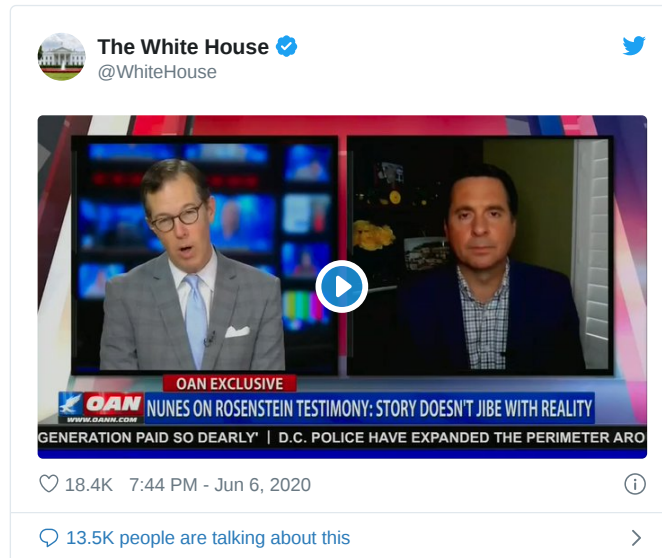 The White House
@WhiteHouse
OAN EXCLUSIVE
OAN
WWW.OANN.COM
NUNES ON ROSENSTEIN TESTIMONY: STORY DOESN'T JIBE WITH REALITY
GENERATION PAID SO DEARLY' | D.C. POLICE HAVE EXPANDED THE PERIMETER ARO
18.4K 7:44 PM - Jun 6, 2020
13.5K people are talking about this